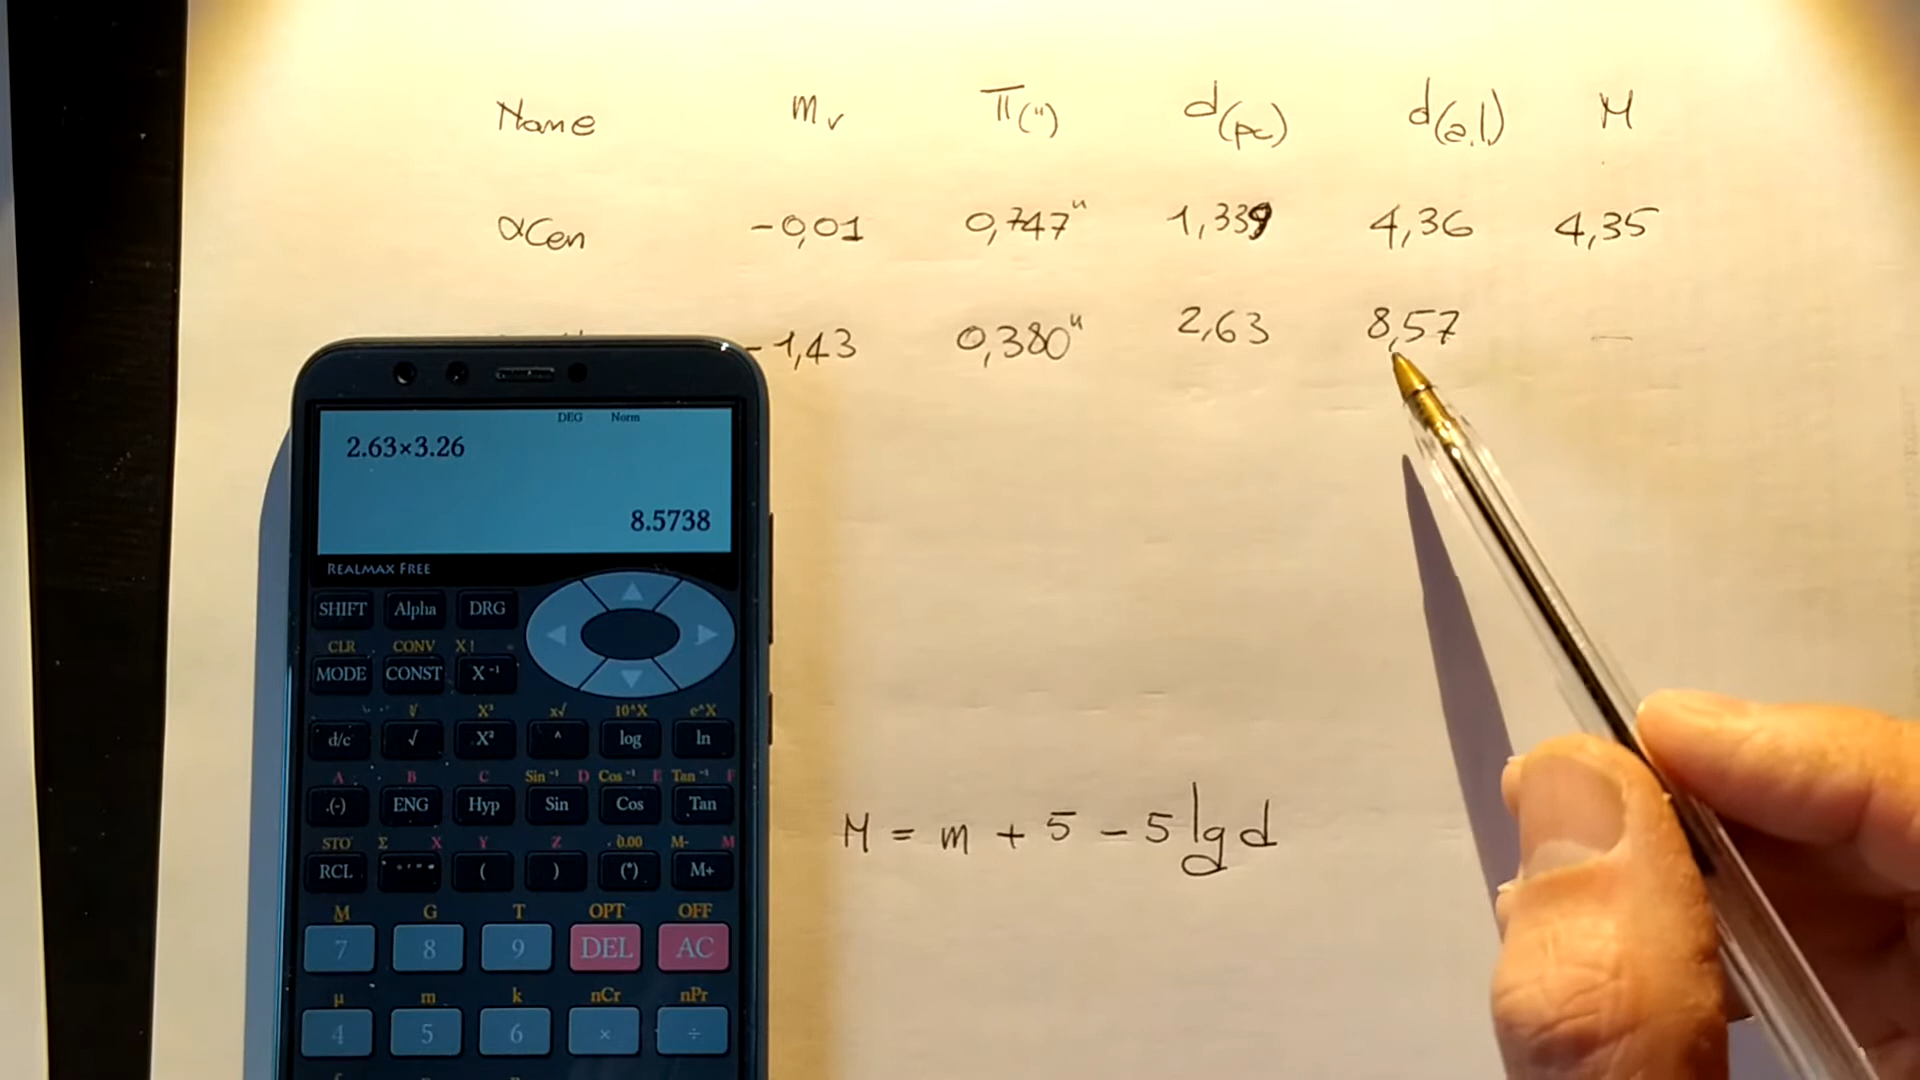 Name mv π(") d(pc) d(a.l) M
αCen -0,01 0,747" 1,339 4,36 4,35
-1,43 0,380" 2,63 8,57 —
DEG Norm
2.63×3.26
8.5738
REALMAX FREE
SHIFT Alpha DRG
CLR CONV X!
MODE CONST X⁻¹
X³ x√ 10^X e^X
d/c √ X² ^ log ln
A B C Sin⁻¹ D Cos⁻¹ E Tan⁻¹ F
.(-) ENG Hyp Sin Cos Tan
STO Σ X Y Z 0.00 M- M
RCL °'"" ( ) (*) M+
M G T OPT OFF
7 8 9 DEL AC
µ m k nCr nPr
4 5 6 × ÷
M = m + 5 - 5 lg d